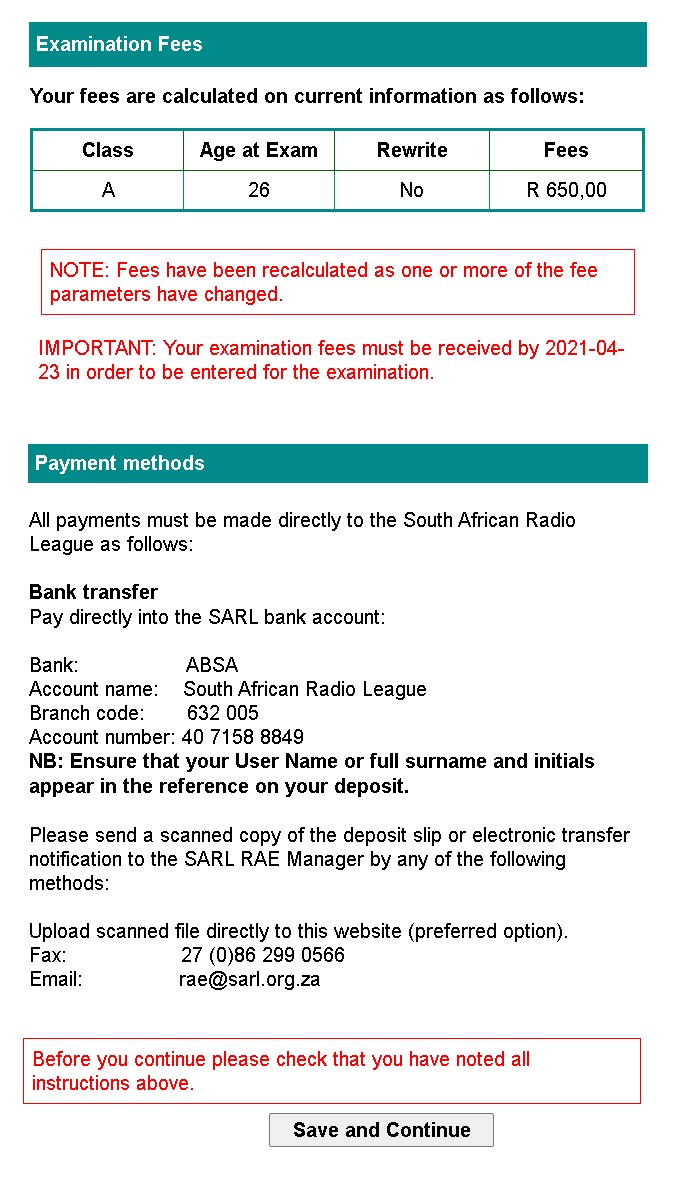 Examination Fees
Your fees are calculated on current information as follows:
Class Age at Exam Rewrite Fees
A 26 No R 650,00
NOTE: Fees have been recalculated as one or more of the fee
parameters have changed.
IMPORTANT: Your examination fees must be received by 2021-04-
23 in order to be entered for the examination.
Payment methods
All payments must be made directly to the South African Radio
League as follows:
Bank transfer
Pay directly into the SARL bank account:
Bank: ABSA
Account name: South African Radio League
Branch code: 632 005
Account number: 40 7158 8849
NB: Ensure that your User Name or full surname and initials
appear in the reference on your deposit.
Please send a scanned copy of the deposit slip or electronic transfer
notification to the SARL RAE Manager by any of the following
methods:
Upload scanned file directly to this website (preferred option).
Fax: 27 (0)86 299 0566
Email: rae@sarl.org.za
Before you continue please check that you have noted all
instructions above.
Save and Continue